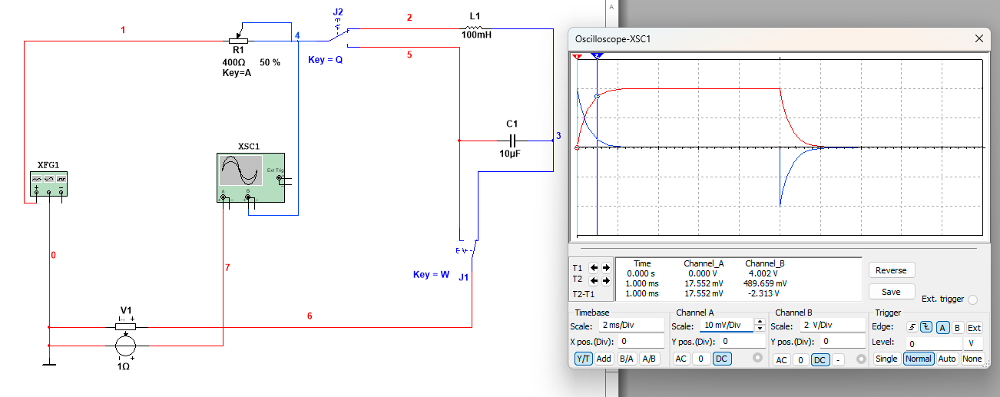 A
J2
1
2
L1
4
100mH
R1
400Ω 50 %
Key=A
Key = Q
5
C1
3
10µF
XSC1
XFG1
Ext Trig
+
A
B
+ −
+ − + −
0
7
Key = W J1
V1
− +
6
− +
1Ω
Oscilloscope-XSC1
1 2
T1
T2
T2-T1
Time Channel_A Channel_B
0.000 s 0.000 V 4.002 V
1.000 ms 17.552 mV 489.659 mV
1.000 ms 17.552 mV -2.313 V
Reverse
Save
Ext. trigger
Timebase
Scale: 2 ms/Div
X pos.(Div): 0
Y/T Add B/A A/B
Channel A
Scale: 10 mV/Div
Y pos.(Div): 0
AC 0 DC
Channel B
Scale: 2 V/Div
Y pos.(Div): 0
AC 0 DC -
Trigger
Edge: A B Ext
Level: 0 V
Single Normal Auto None